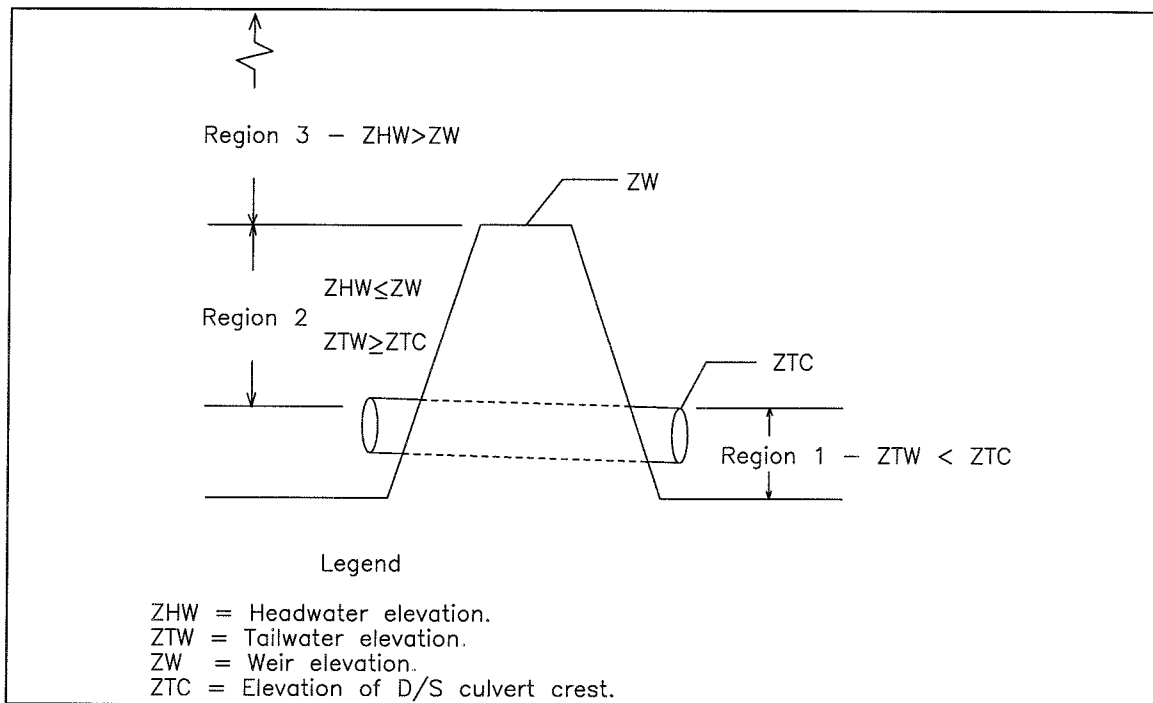 Region 3 – ZHW>ZW
ZW
ZHW≤ZW
Region 2
ZTW≥ZTC
ZTC
Region 1 – ZTW < ZTC
Legend
ZHW = Headwater elevation.
ZTW = Tailwater elevation.
ZW = Weir elevation.
ZTC = Elevation of D/S culvert crest.